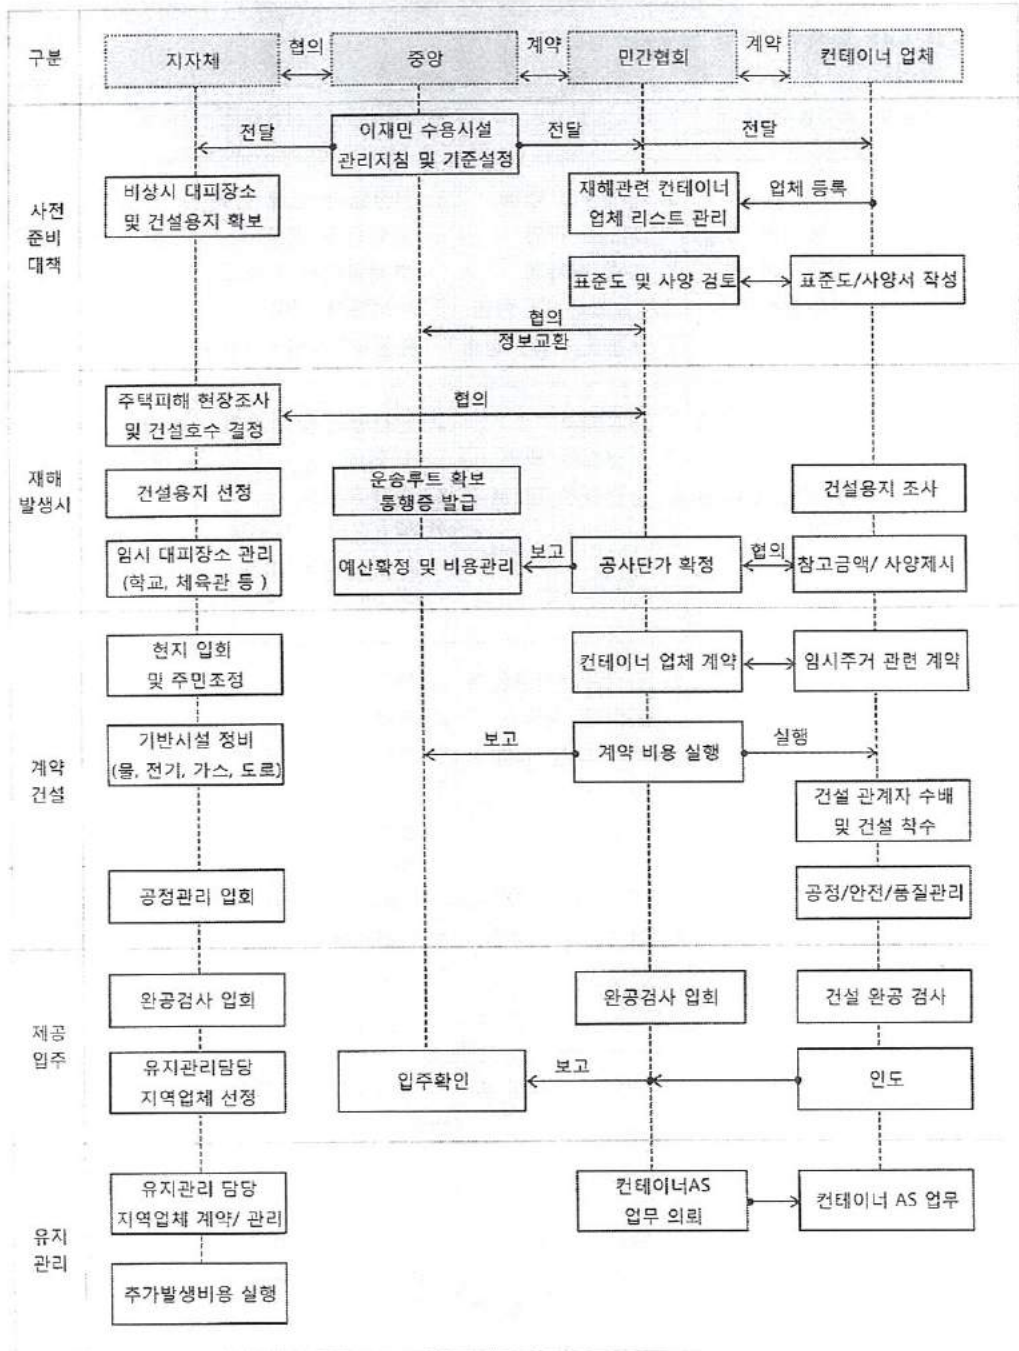 구분
지자체
협의
중앙
계약
민간협회
계약
컨테이너 업체
사전
준비
대책
전달
이재민 수용시설
관리지침 및 기준설정
전달
전달
비상시 대피장소
및 건설용지 확보
재해관련 컨테이너
업체 리스트 관리
업체 등록
표준도 및 사양 검토
표준도/사양서 작성
협의
정보교환
재해
발생시
주택피해 현장조사
및 건설호수 결정
협의
건설용지 선정
운송루트 확보
통행증 발급
건설용지 조사
임시 대피장소 관리
(학교, 체육관 등 )
예산확정 및 비용관리
보고
공사단가 확정
협의
참고금액/ 사양제시
계약
건설
현지 입회
및 주민조정
컨테이너 업체 계약
임시주거 관련 계약
기반시설 정비
(물, 전기, 가스, 도로)
보고
계약 비용 실행
실행
건설 관계자 수배
및 건설 착수
공정관리 입회
공정/안전/품질관리
제공
입주
완공검사 입회
완공검사 입회
건설 완공 검사
유지관리담당
지역업체 선정
입주확인
보고
인도
유지
관리
유지관리 담당
지역업체 계약/ 관리
컨테이너AS
업무 의뢰
컨테이너 AS 업무
추가발생비용 실행